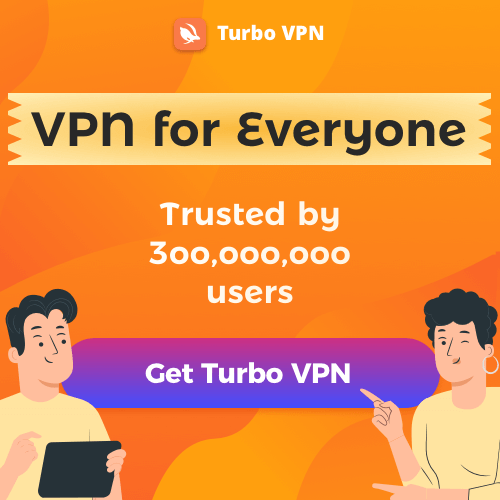 Turbo VPN
VPN for Everyone
Trusted by
300,000,000
users
Get Turbo VPN